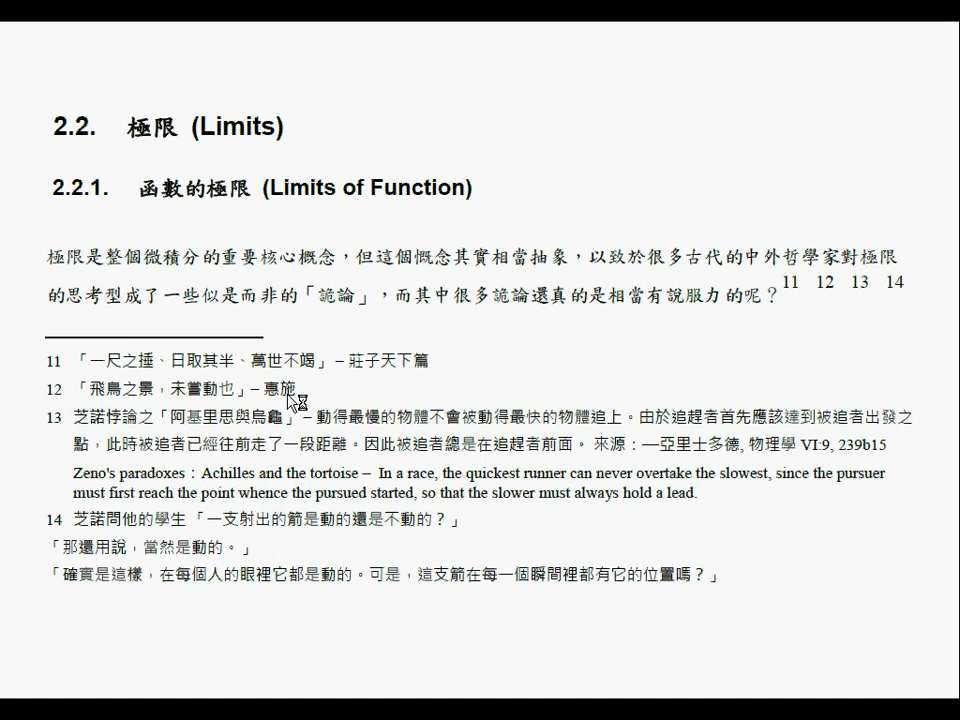 2.2. 極限 (Limits)
2.2.1. 函數的極限 (Limits of Function)
極限是整個微積分的重要核心概念，但這個慨念其實相當抽象，以致於很多古代的中外哲學家對極限
的思考型成了一些似是而非的「詭論」，而其中很多詭論還真的是相當有說服力的呢？11 12 13 14
11 「一尺之捶、日取其半、萬世不竭」 – 莊子天下篇
12 「飛鳥之景，未嘗動也」– 惠施
13 芝諾悖論之「阿基里思與烏龜」– 動得最慢的物體不會被動得最快的物體追上。由於追趕者首先應該達到被追者出發之
點，此時被追者已經往前走了一段距離。因此被追者總是在追趕者前面。 來源：—亞里士多德, 物理學 VI:9, 239b15
Zeno's paradoxes：Achilles and the tortoise – In a race, the quickest runner can never overtake the slowest, since the pursuer
must first reach the point whence the pursued started, so that the slower must always hold a lead.
14 芝諾問他的學生 「一支射出的箭是動的還是不動的？」
「那還用說，當然是動的。」
「確實是這樣，在每個人的眼裡它都是動的。可是，這支箭在每一個瞬間裡都有它的位置嗎？」